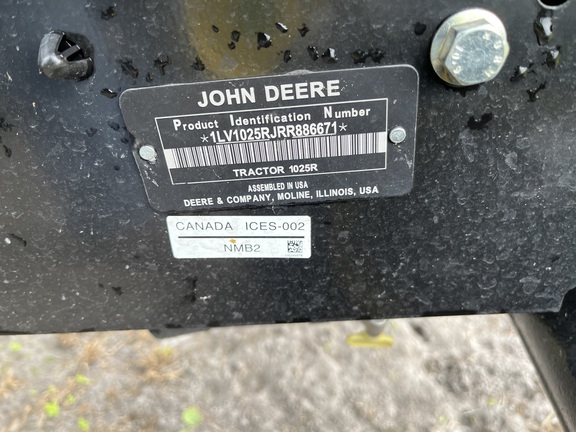 JOHN DEERE
Product Identification Number
*1LV1025RJRR886671*
TRACTOR 1025R
ASSEMBLED IN USA
DEERE & COMPANY, MOLINE, ILLINOIS, USA
CANADA ICES-002
NMB2